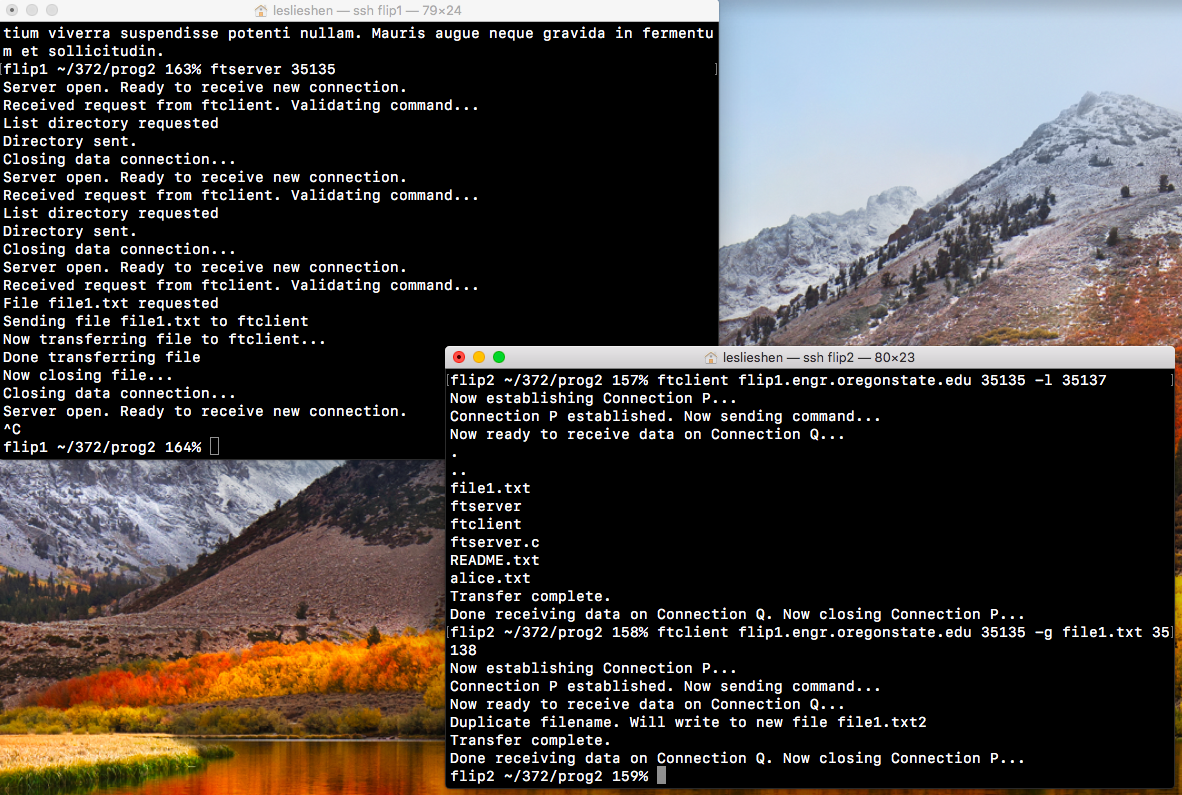 leslieshen — ssh flip1 — 79×24
tium viverra suspendisse potenti nullam. Mauris augue neque gravida in fermentu
m et sollicitudin.
[flip1 ~/372/prog2 163% ftserver 35135 ]
Server open. Ready to receive new connection.
Received request from ftclient. Validating command...
List directory requested
Directory sent.
Closing data connection...
Server open. Ready to receive new connection.
Received request from ftclient. Validating command...
List directory requested
Directory sent.
Closing data connection...
Server open. Ready to receive new connection.
Received request from ftclient. Validating command...
File file1.txt requested
Sending file file1.txt to ftclient
Now transferring file to ftclient...
Done transferring file
Now closing file...
Closing data connection...
Server open. Ready to receive new connection.
^C
flip1 ~/372/prog2 164%
leslieshen — ssh flip2 — 80×23
[flip2 ~/372/prog2 157% ftclient flip1.engr.oregonstate.edu 35135 -l 35137 ]
Now establishing Connection P...
Connection P established. Now sending command...
Now ready to receive data on Connection Q...
.
..
file1.txt
ftserver
ftclient
ftserver.c
README.txt
alice.txt
Transfer complete.
Done receiving data on Connection Q. Now closing Connection P...
[flip2 ~/372/prog2 158% ftclient flip1.engr.oregonstate.edu 35135 -g file1.txt 35]
138
Now establishing Connection P...
Connection P established. Now sending command...
Now ready to receive data on Connection Q...
Duplicate filename. Will write to new file file1.txt2
Transfer complete.
Done receiving data on Connection Q. Now closing Connection P...
flip2 ~/372/prog2 159%